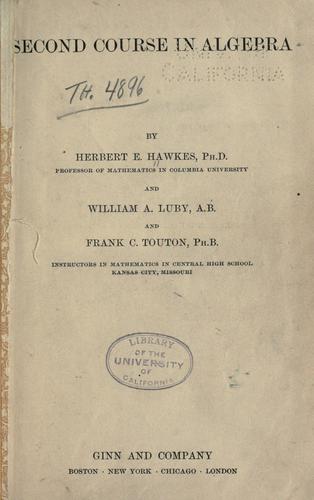 SECOND COURSE IN ALGEBRA
CALIFORNIA
TH. 4896
BY
HERBERT E. HAWKES, PH.D.
PROFESSOR OF MATHEMATICS IN COLUMBIA UNIVERSITY
AND
WILLIAM A. LUBY, A.B.
AND
FRANK C. TOUTON, PH.B.
INSTRUCTORS IN MATHEMATICS IN CENTRAL HIGH SCHOOL
KANSAS CITY, MISSOURI
LIBRARY
OF THE
UNIVERSITY
OF
CALIFORNIA
GINN AND COMPANY
BOSTON · NEW YORK · CHICAGO · LONDON